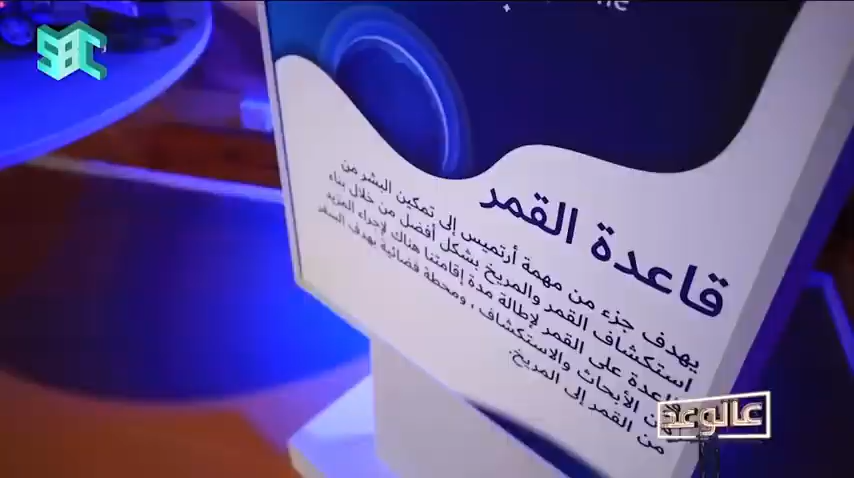 SBC
قاعدة القمر
يهدف جزء من مهمة أرتميس إلى تمكين البشر من
استكشاف القمر والمريخ بشكل أفضل من خلال بناء
قاعدة على القمر لإطالة مدة إقامتنا هناك لإجراء المزيد
من الأبحاث والاستكشاف ، ومحطة فضائية بهدف السفر
من القمر إلى المريخ.
عالوعد